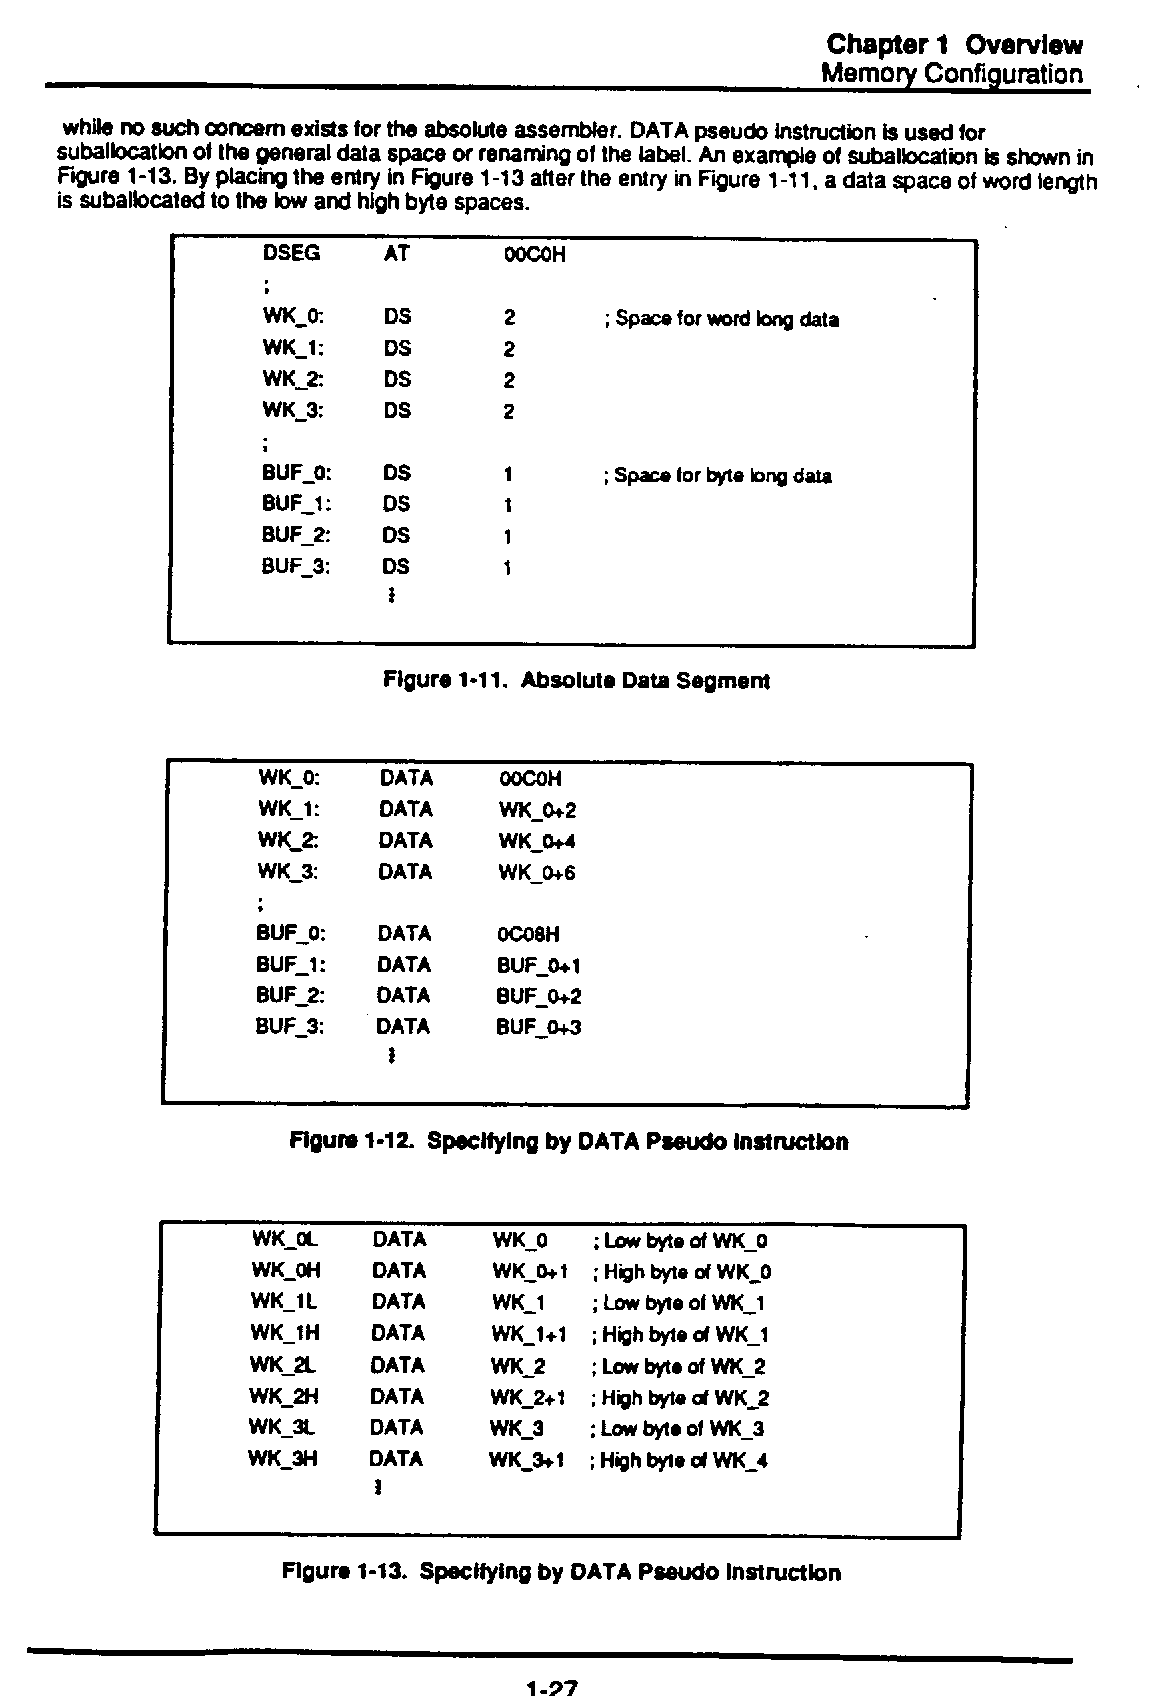 Chapter 1 Overview
Memory Configuration
while no such concern exists for the absolute assembler. DATA pseudo instruction is used for
suballocation of the general data space or renaming of the label. An example of suballocation is shown in
Figure 1-13. By placing the entry in Figure 1-13 after the entry in Figure 1-11, a data space of word length
is suballocated to the low and high byte spaces.
DSEG AT 00C0H
;
WK_0: DS 2 ; Space for word long data
WK_1: DS 2
WK_2: DS 2
WK_3: DS 2
;
BUF_0: DS 1 ; Space for byte long data
BUF_1: DS 1
BUF_2: DS 1
BUF_3: DS 1
Figure 1-11. Absolute Data Segment
WK_0: DATA 00C0H
WK_1: DATA WK_0+2
WK_2: DATA WK_0+4
WK_3: DATA WK_0+6
;
BUF_0: DATA 0C08H
BUF_1: DATA BUF_0+1
BUF_2: DATA BUF_0+2
BUF_3: DATA BUF_0+3
Figure 1-12. Specifying by DATA Pseudo Instruction
WK_0L DATA WK_0 ; Low byte of WK_0
WK_0H DATA WK_0+1 ; High byte of WK_0
WK_1L DATA WK_1 ; Low byte of WK_1
WK_1H DATA WK_1+1 ; High byte of WK_1
WK_2L DATA WK_2 ; Low byte of WK_2
WK_2H DATA WK_2+1 ; High byte of WK_2
WK_3L DATA WK_3 ; Low byte of WK_3
WK_3H DATA WK_3+1 ; High byte of WK_4
Figure 1-13. Specifying by DATA Pseudo Instruction
1-27